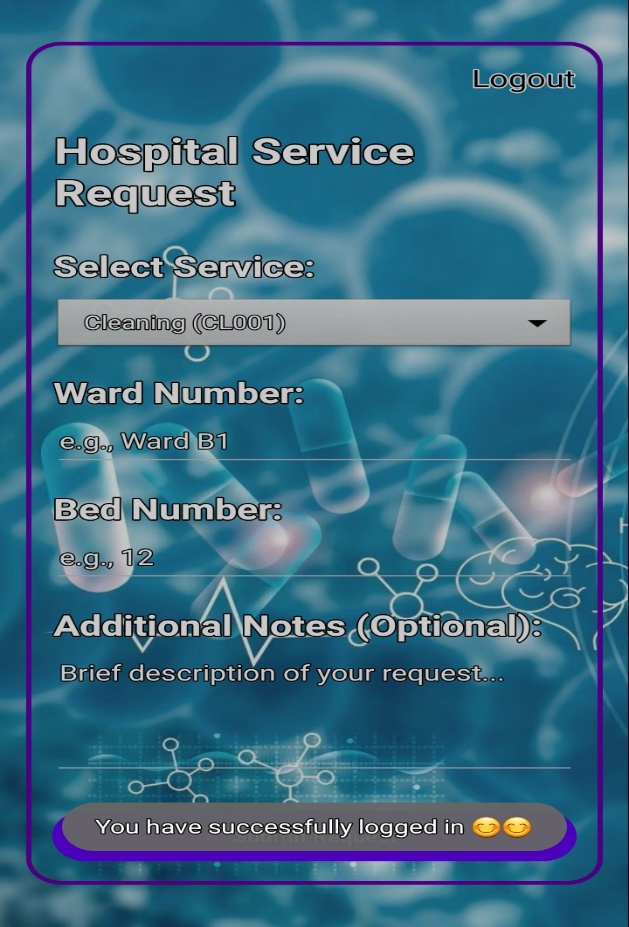 Logout
Hospital Service
Request
Select Service:
Cleaning (CL001)
Ward Number:
e.g., Ward B1
Bed Number:
e.g., 12
Additional Notes (Optional):
Brief description of your request...
You have successfully logged in 😊😊